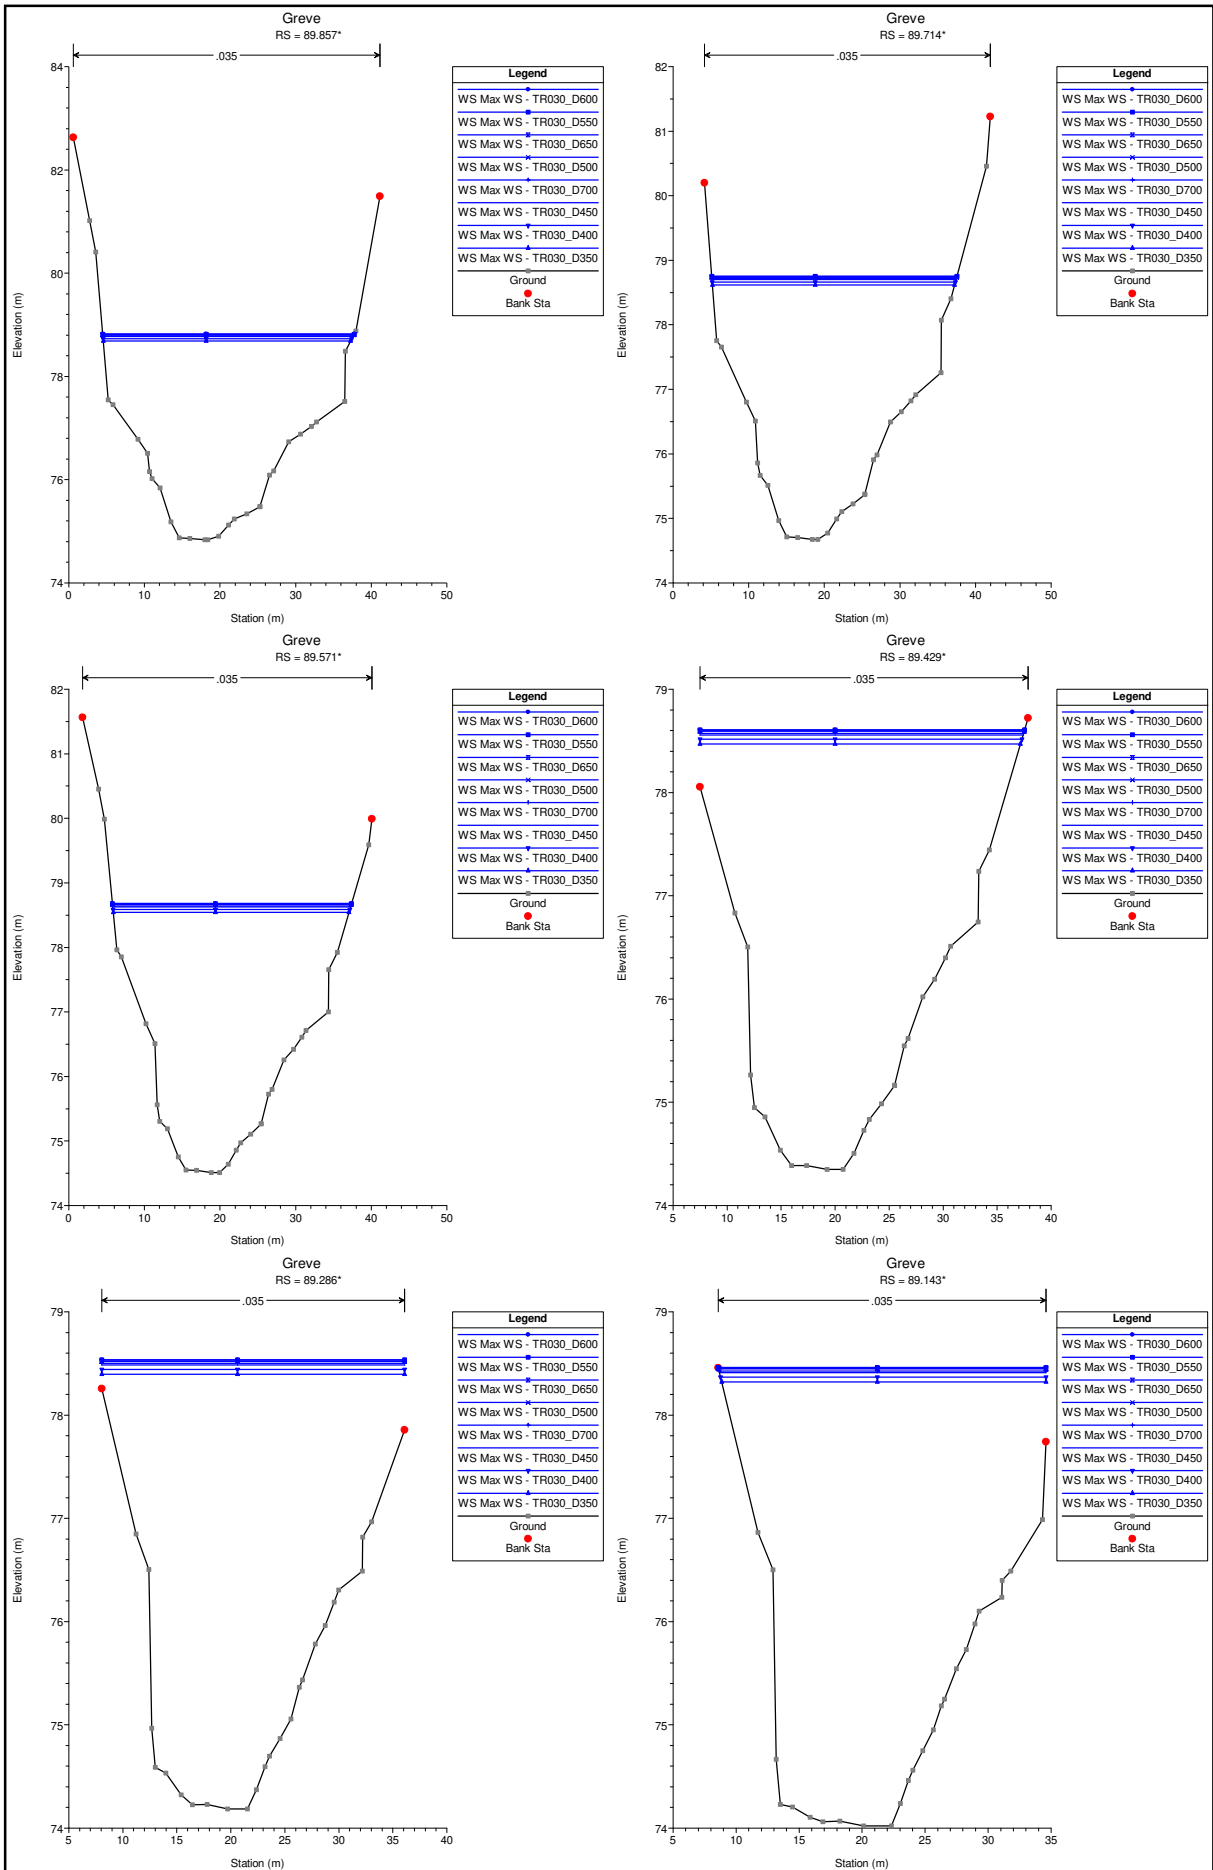 Greve
RS = 89.857*
.035
84
82
80
78
76
74
0 10 20 30 40 50
Elevation (m)
Station (m)
Legend
WS Max WS - TR030_D600
WS Max WS - TR030_D550
WS Max WS - TR030_D650
WS Max WS - TR030_D500
WS Max WS - TR030_D700
WS Max WS - TR030_D450
WS Max WS - TR030_D400
WS Max WS - TR030_D350
Ground
Bank Sta
Greve
RS = 89.714*
.035
82
81
80
79
78
77
76
75
74
0 10 20 30 40 50
Elevation (m)
Station (m)
Legend
WS Max WS - TR030_D600
WS Max WS - TR030_D550
WS Max WS - TR030_D650
WS Max WS - TR030_D500
WS Max WS - TR030_D700
WS Max WS - TR030_D450
WS Max WS - TR030_D400
WS Max WS - TR030_D350
Ground
Bank Sta
Greve
RS = 89.571*
.035
82
81
80
79
78
77
76
75
74
0 10 20 30 40 50
Elevation (m)
Station (m)
Legend
WS Max WS - TR030_D600
WS Max WS - TR030_D550
WS Max WS - TR030_D650
WS Max WS - TR030_D500
WS Max WS - TR030_D700
WS Max WS - TR030_D450
WS Max WS - TR030_D400
WS Max WS - TR030_D350
Ground
Bank Sta
Greve
RS = 89.429*
.035
79
78
77
76
75
74
5 10 15 20 25 30 35 40
Elevation (m)
Station (m)
Legend
WS Max WS - TR030_D600
WS Max WS - TR030_D550
WS Max WS - TR030_D650
WS Max WS - TR030_D500
WS Max WS - TR030_D700
WS Max WS - TR030_D450
WS Max WS - TR030_D400
WS Max WS - TR030_D350
Ground
Bank Sta
Greve
RS = 89.286*
.035
79
78
77
76
75
74
5 10 15 20 25 30 35 40
Elevation (m)
Station (m)
Legend
WS Max WS - TR030_D600
WS Max WS - TR030_D550
WS Max WS - TR030_D650
WS Max WS - TR030_D500
WS Max WS - TR030_D700
WS Max WS - TR030_D450
WS Max WS - TR030_D400
WS Max WS - TR030_D350
Ground
Bank Sta
Greve
RS = 89.143*
.035
79
78
77
76
75
74
5 10 15 20 25 30 35
Elevation (m)
Station (m)
Legend
WS Max WS - TR030_D600
WS Max WS - TR030_D550
WS Max WS - TR030_D650
WS Max WS - TR030_D500
WS Max WS - TR030_D700
WS Max WS - TR030_D450
WS Max WS - TR030_D400
WS Max WS - TR030_D350
Ground
Bank Sta